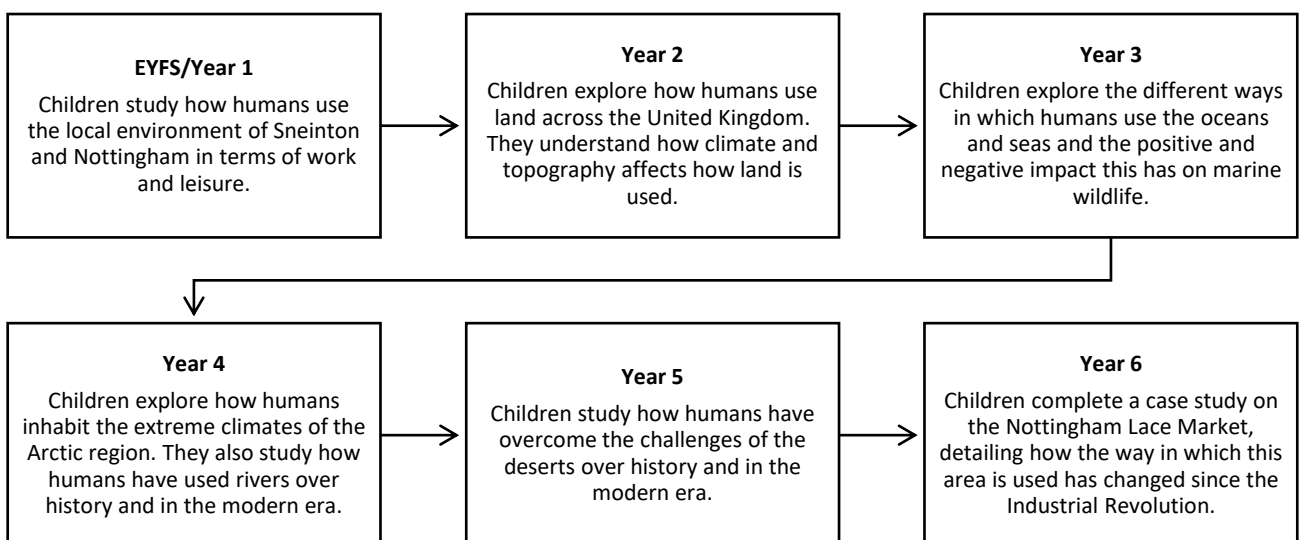 EYFS/Year 1
Children study how humans use
the local environment of Sneinton
and Nottingham in terms of work
and leisure.
Year 2
Children explore how humans use
land across the United Kingdom.
They understand how climate and
topography affects how land is
used.
Year 3
Children explore the different ways
in which humans use the oceans
and seas and the positive and
negative impact this has on marine
wildlife.
Year 4
Children explore how humans
inhabit the extreme climates of the
Arctic region. They also study how
humans have used rivers over
history and in the modern era.
Year 5
Children study how humans have
overcome the challenges of the
deserts over history and in the
modern era.
Year 6
Children complete a case study on
the Nottingham Lace Market,
detailing how the way in which this
area is used has changed since the
Industrial Revolution.